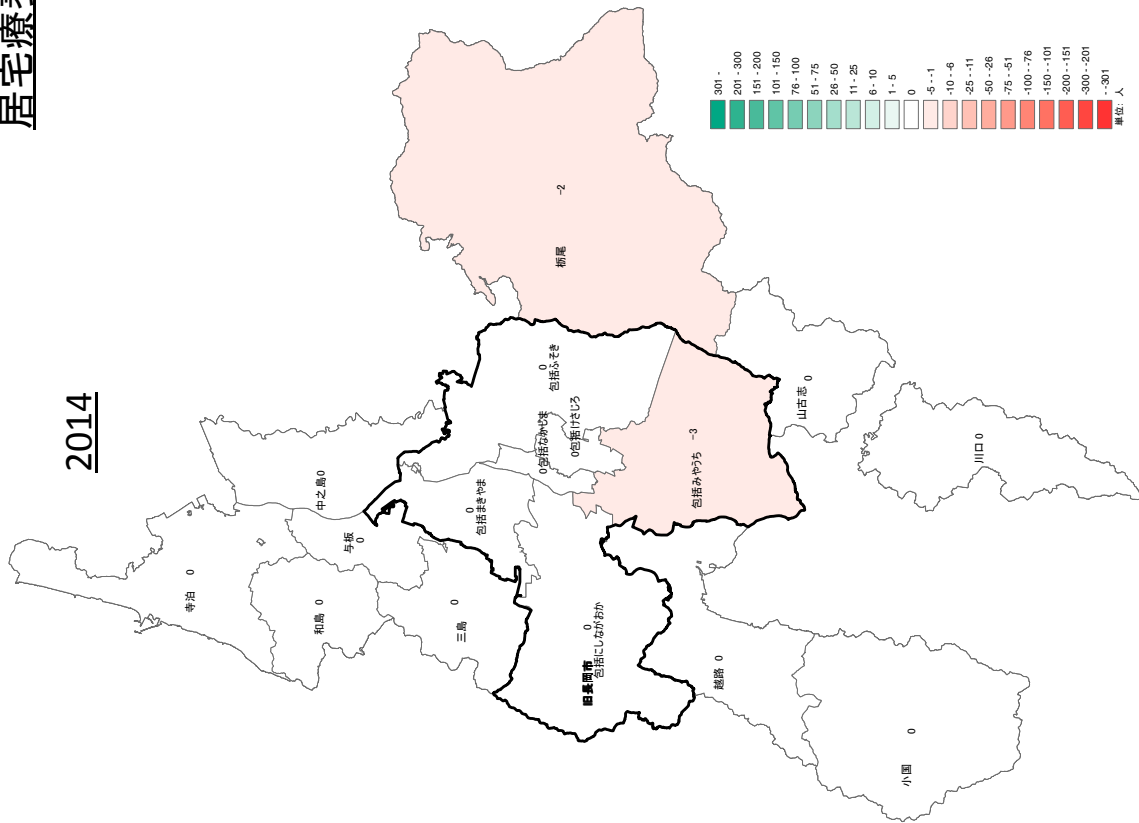 居宅療養
2014
寺泊 0
中之島0
与板
0
和島 0
三島 0
0
包括まきやま
0
包括ふそき
0包括なかじま
0包括けさじろ
-2
栃尾
包括みやうち -3
0
旧長岡市
包括にしながおか
山古志 0
川口 0
越路 0
小国 0
301 -
201 - 300
151 - 200
101 - 150
76 - 100
51 - 75
26 - 50
11 - 25
6 - 10
1 - 5
0
-5 - -1
-10 - -6
-25 - -11
-50 - -26
-75 - -51
-100 - -76
-150 - -101
-200 - -151
-300 - -201
- -301
単位: 人